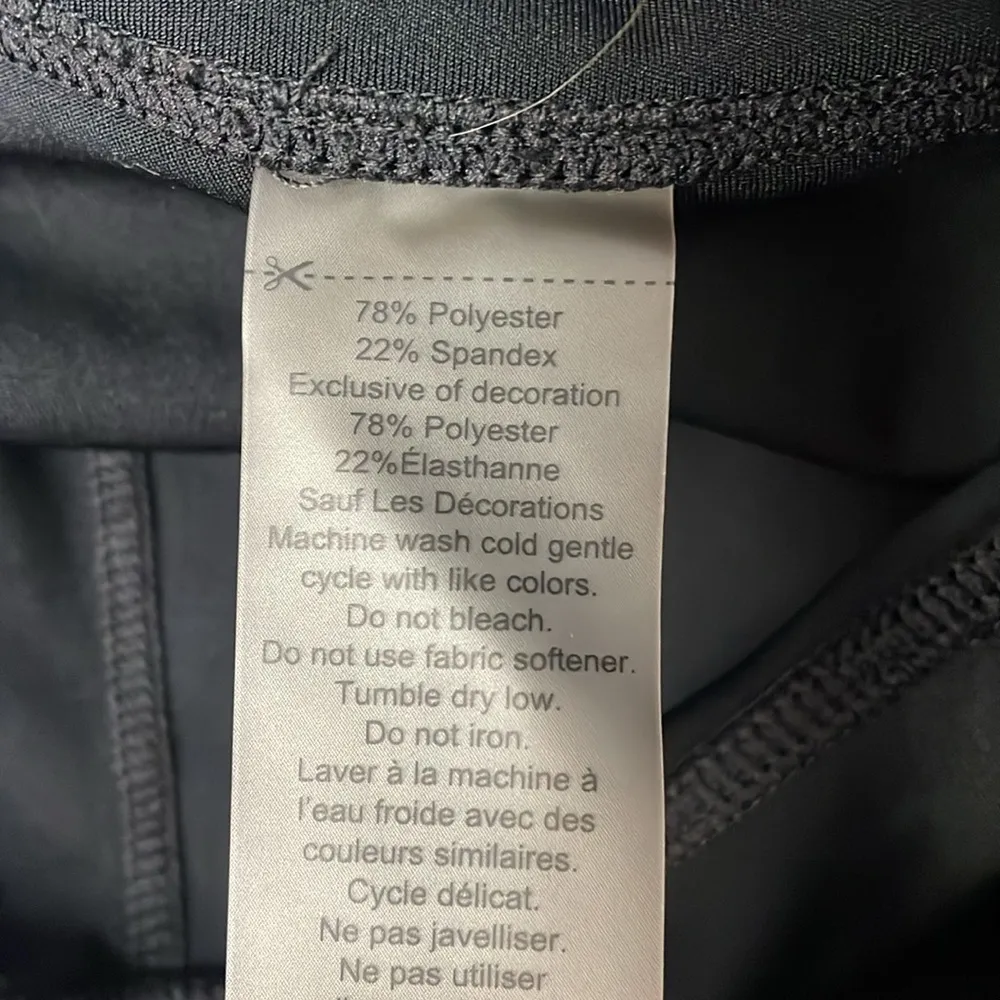 78% Polyester
22% Spandex
Exclusive of decoration
78% Polyester
22%Élasthanne
Sauf Les Décorations
Machine wash cold gentle
cycle with like colors.
Do not bleach.
Do not use fabric softener.
Tumble dry low.
Do not iron.
Laver à la machine à
l'eau froide avec des
couleurs similaires.
Cycle délicat.
Ne pas javelliser.
Ne pas utiliser